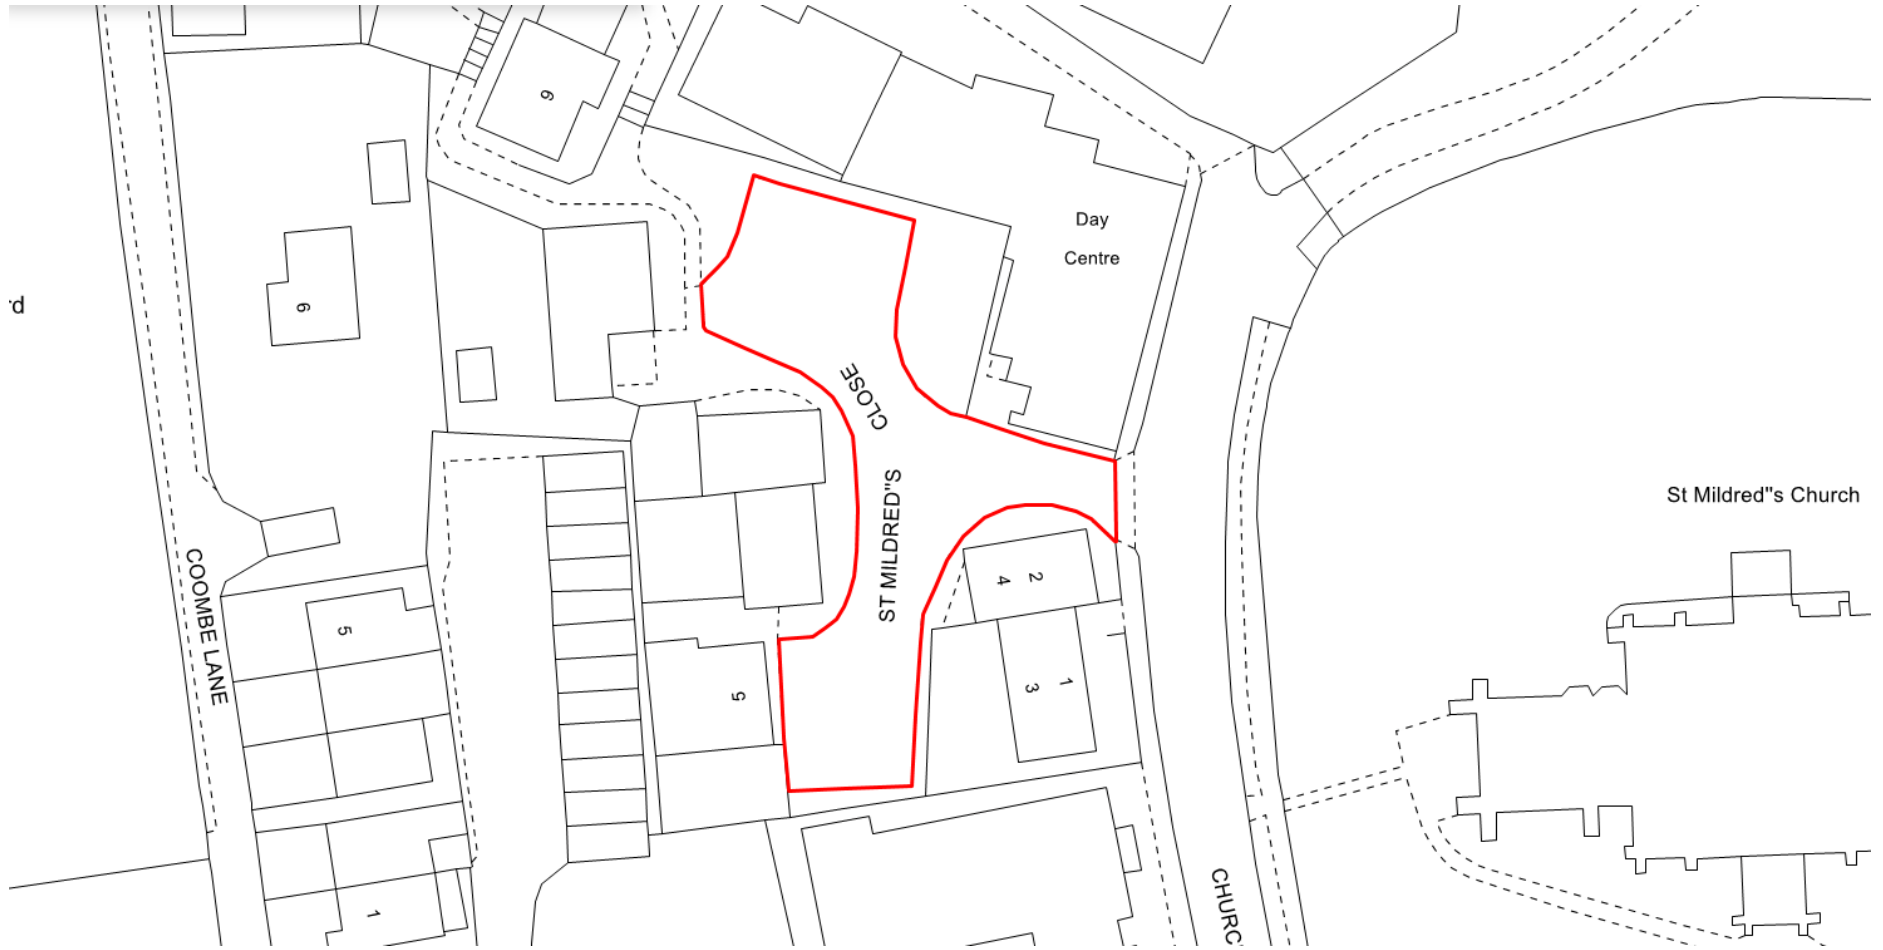 9
Day
Centre
6
rd
CLOSE
St Mildred"s Church
ST MILDRED"S
COOMBE LANE
2
4
5
1
3
5
1
CHURC